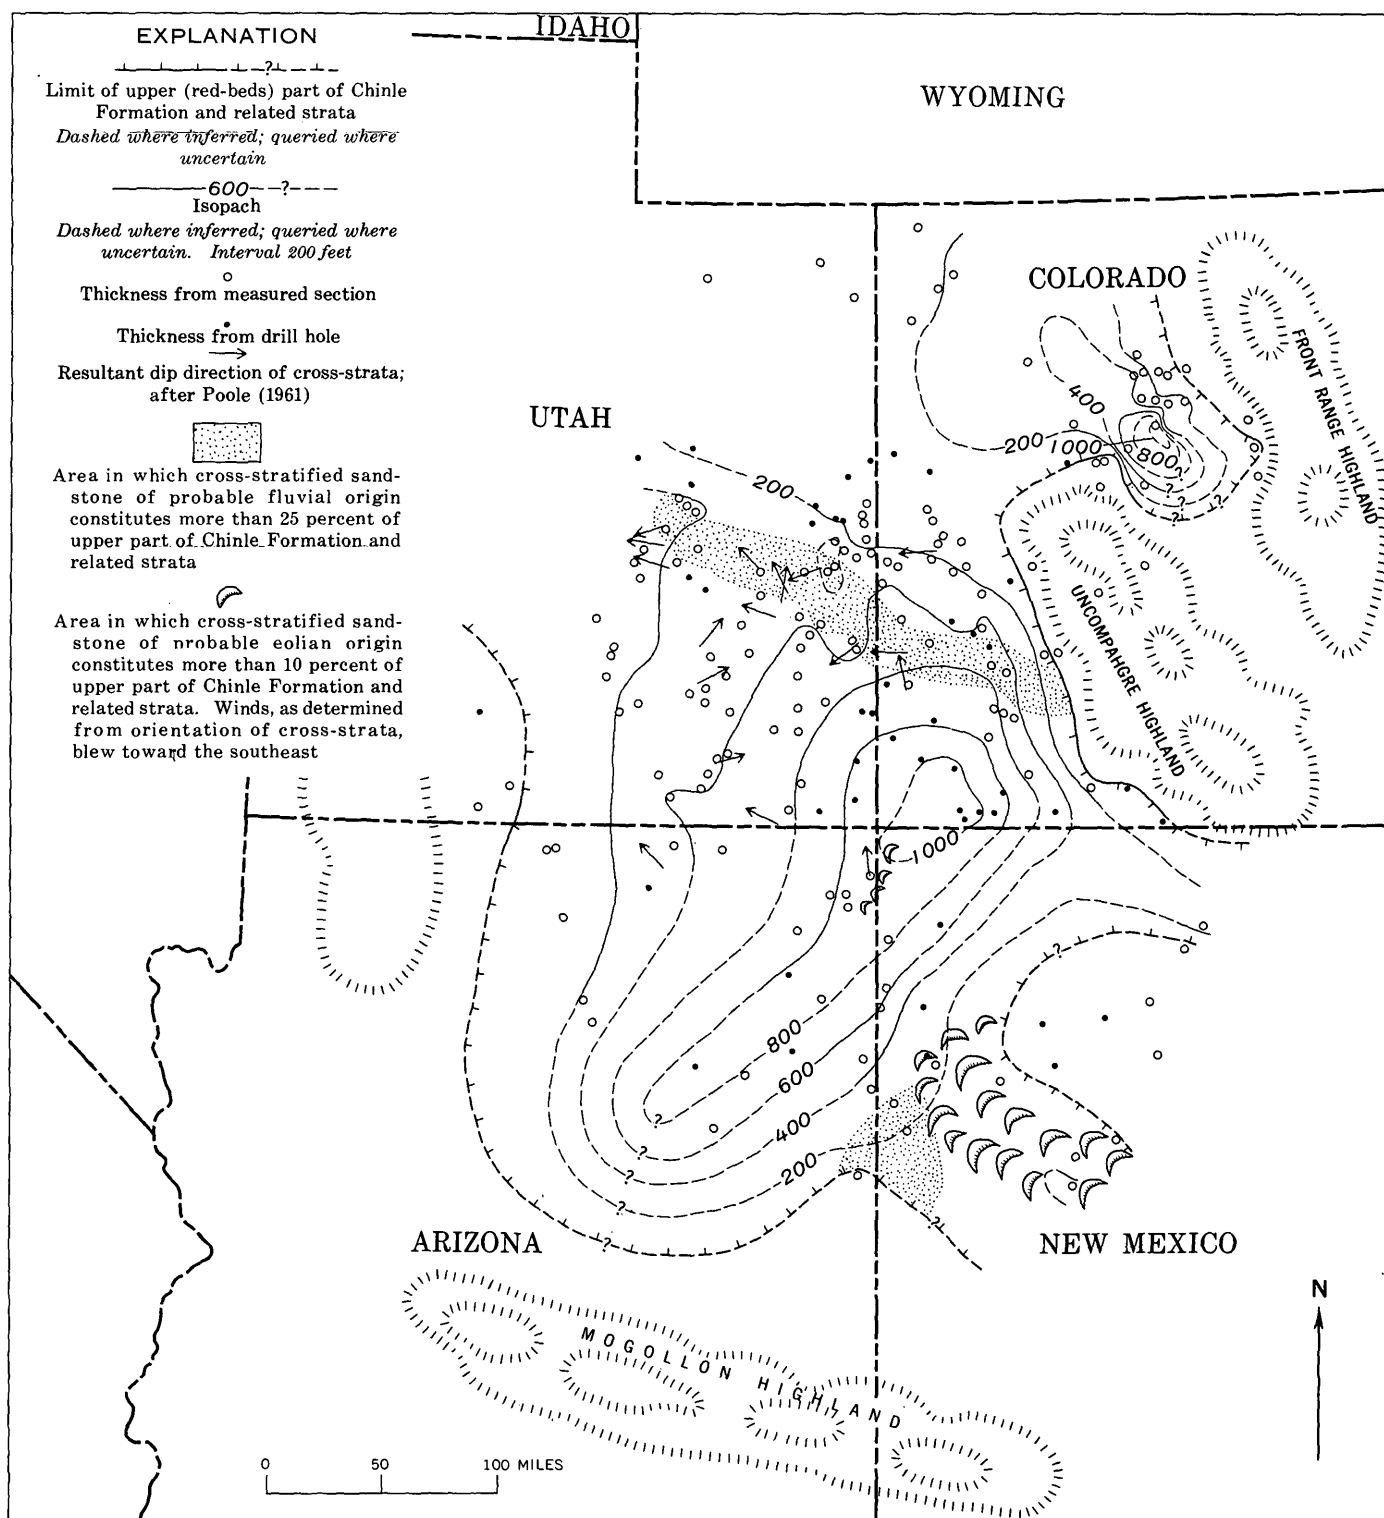 EXPLANATION
?
Limit of upper (red-beds) part of Chinle
Formation and related strata
Dashed where inferred; queried where
uncertain
600--?---
Isopach
Dashed where inferred; queried where
uncertain. Interval 200 feet
Thickness from measured section
Thickness from drill hole
Resultant dip direction of cross-strata;
after Poole (1961)
Area in which cross-stratified sand-
stone of probable fluvial origin
constitutes more than 25 percent of
upper part of Chinle Formation and
related strata
Area in which cross-stratified sand-
stone of probable eolian origin
constitutes more than 10 percent of
upper part of Chinle Formation and
related strata. Winds, as determined
from orientation of cross-strata,
blew toward the southeast
IDAHO
WYOMING
COLORADO
FRONT RANGE HIGHLAND
UTAH
400
200
1000
800
?
?
?
?
?
200
UNCOMPAHGRE HIGHLAND
1000
?
800
600
400
200
?
?
?
?
?
?
ARIZONA
NEW MEXICO
MOGOLLON HIGHLAND
N
0 50 100 MILES